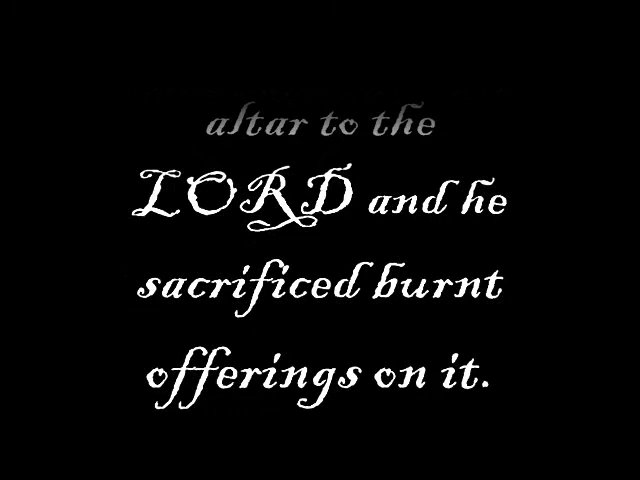 altar to the
LORD and he
sacrificed burnt
offerings on it.